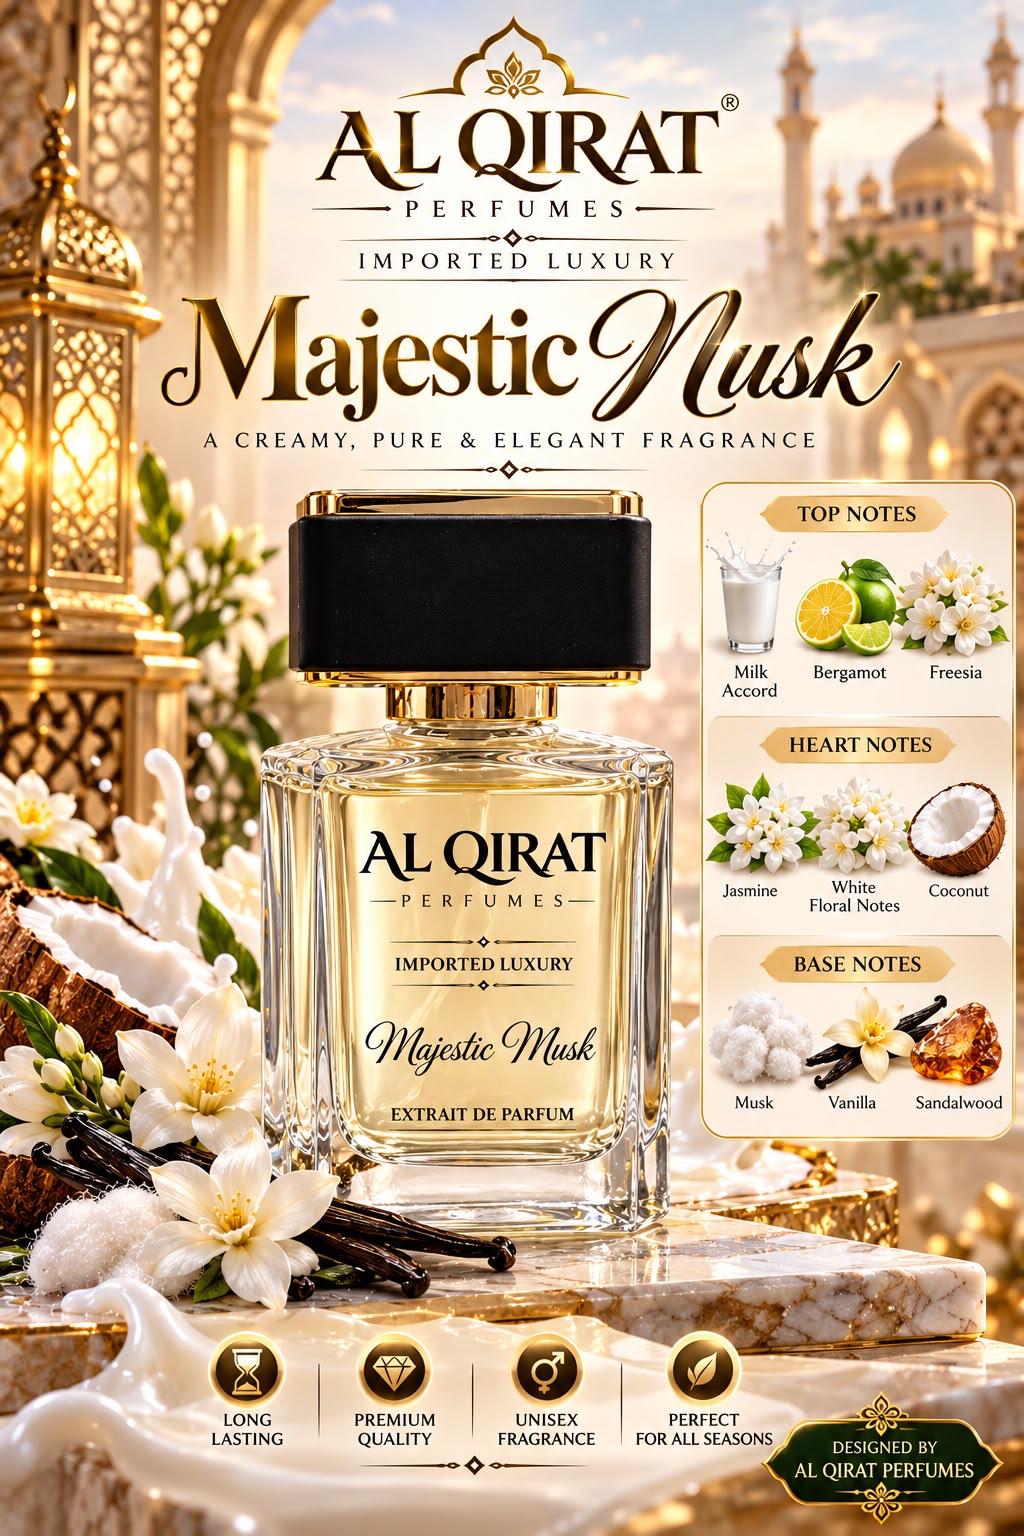 AL QIRAT®
PERFUMES
IMPORTED LUXURY
Majestic Nusk
A CREAMY, PURE & ELEGANT FRAGRANCE
TOP NOTES
Milk
Accord
Bergamot
Freesia
HEART NOTES
Jasmine
White
Floral Notes
Coconut
BASE NOTES
Musk
Vanilla
Sandalwood
AL QIRAT
PERFUMES
IMPORTED LUXURY
Majestic Musk
EXTRAIT DE PARFUM
LONG
LASTING
PREMIUM
QUALITY
UNISEX
FRAGRANCE
PERFECT
FOR ALL SEASONS
DESIGNED BY
AL QIRAT PERFUMES